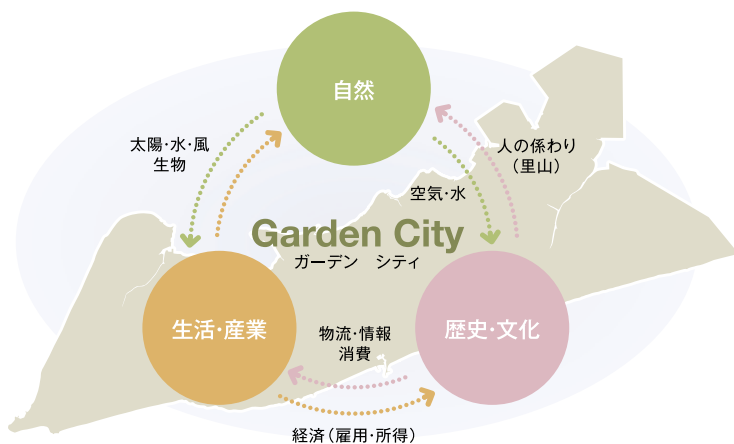 自然
太陽･水･風
生物
人の係わり
（里山）
空気･水
Garden City
ガーデン　シティ
生活･産業
歴史･文化
物流･情報
消費
経済（雇用･所得）